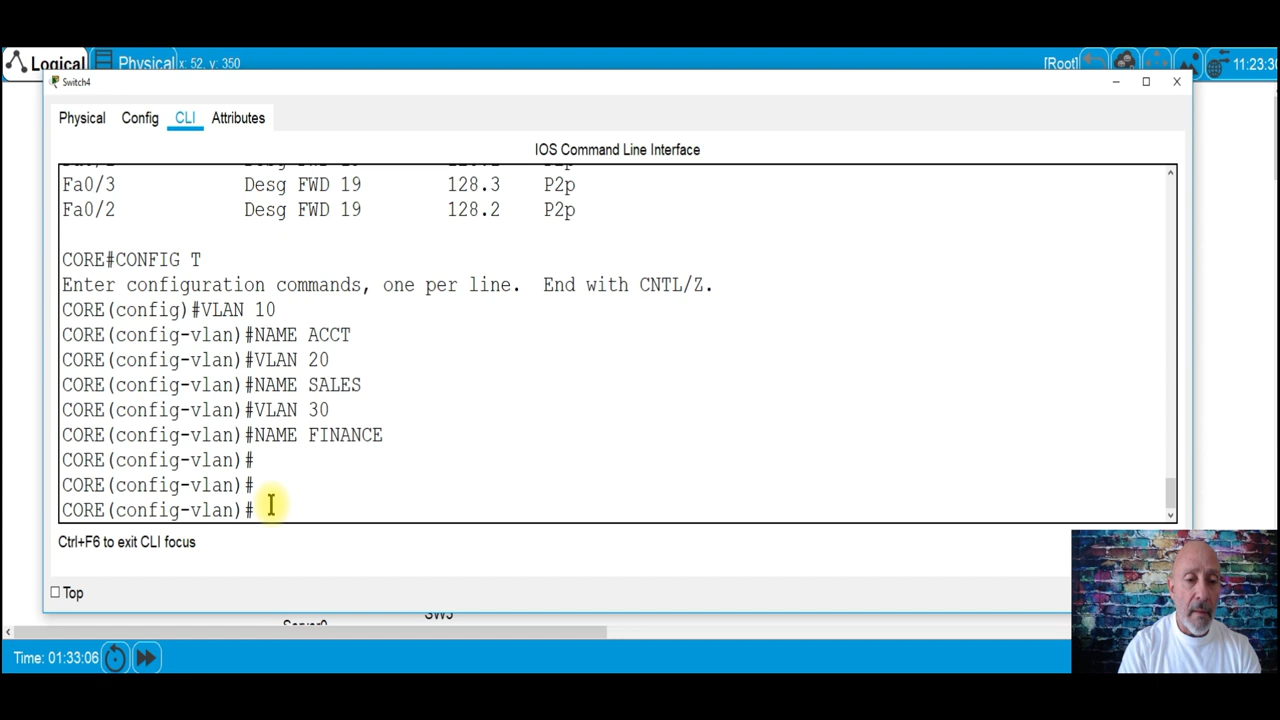 Logical Physical x: 52, y: 350 [Root] 11:23:30
Switch4
Physical Config CLI Attributes
IOS Command Line Interface
Fa0/3 Desg FWD 19 128.3 P2p
Fa0/2 Desg FWD 19 128.2 P2p
CORE#CONFIG T
Enter configuration commands, one per line. End with CNTL/Z.
CORE(config)#VLAN 10
CORE(config-vlan)#NAME ACCT
CORE(config-vlan)#VLAN 20
CORE(config-vlan)#NAME SALES
CORE(config-vlan)#VLAN 30
CORE(config-vlan)#NAME FINANCE
CORE(config-vlan)#
CORE(config-vlan)#
CORE(config-vlan)#
Ctrl+F6 to exit CLI focus
Top
Time: 01:33:06